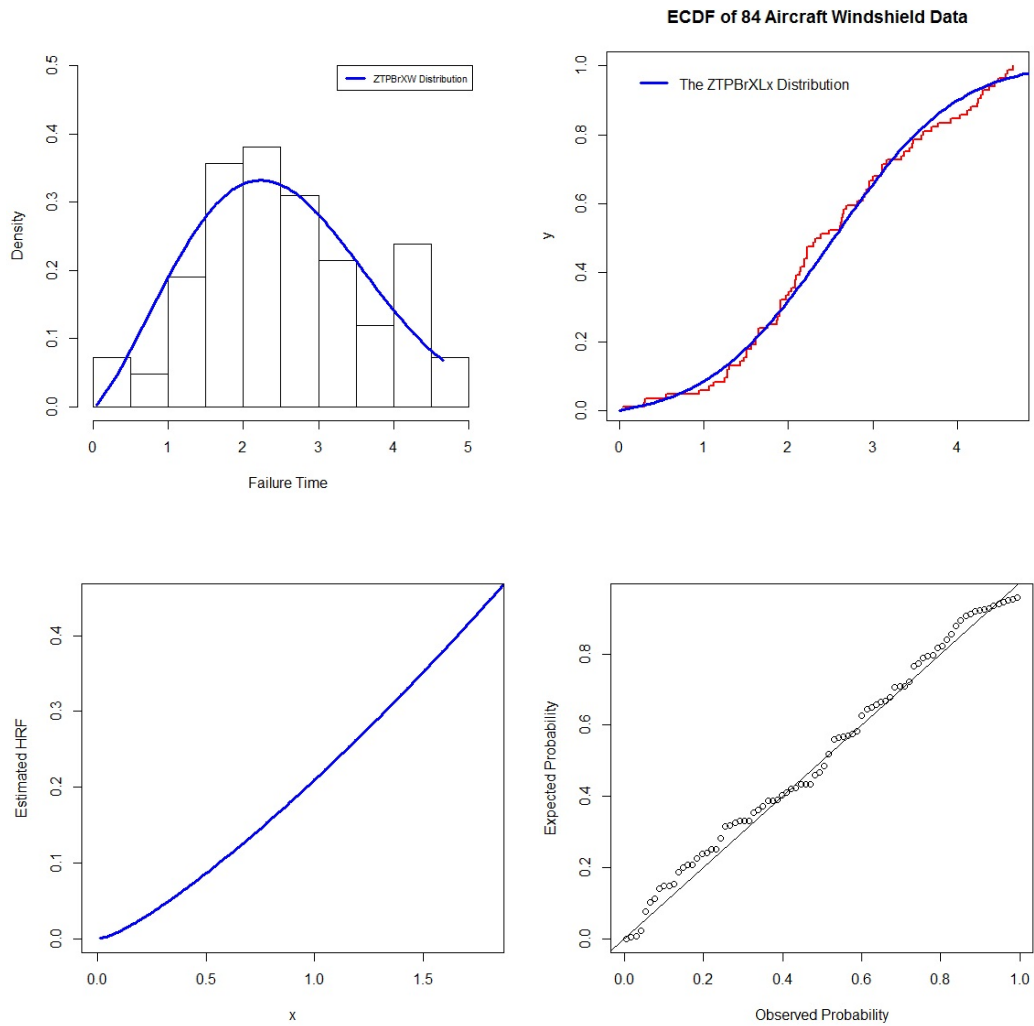 ECDF of 84 Aircraft Windshield Data
Density
0.0 0.1 0.2 0.3 0.4 0.5
ZTPBrXW Distribution
0 1 2 3 4 5
Failure Time
y
0.0 0.2 0.4 0.6 0.8 1.0
The ZTPBrXLx Distribution
0 1 2 3 4
Estimated HRF
0.0 0.1 0.2 0.3 0.4
0.0 0.5 1.0 1.5
x
Expected Probability
0.0 0.2 0.4 0.6 0.8
0.0 0.2 0.4 0.6 0.8 1.0
Observed Probability